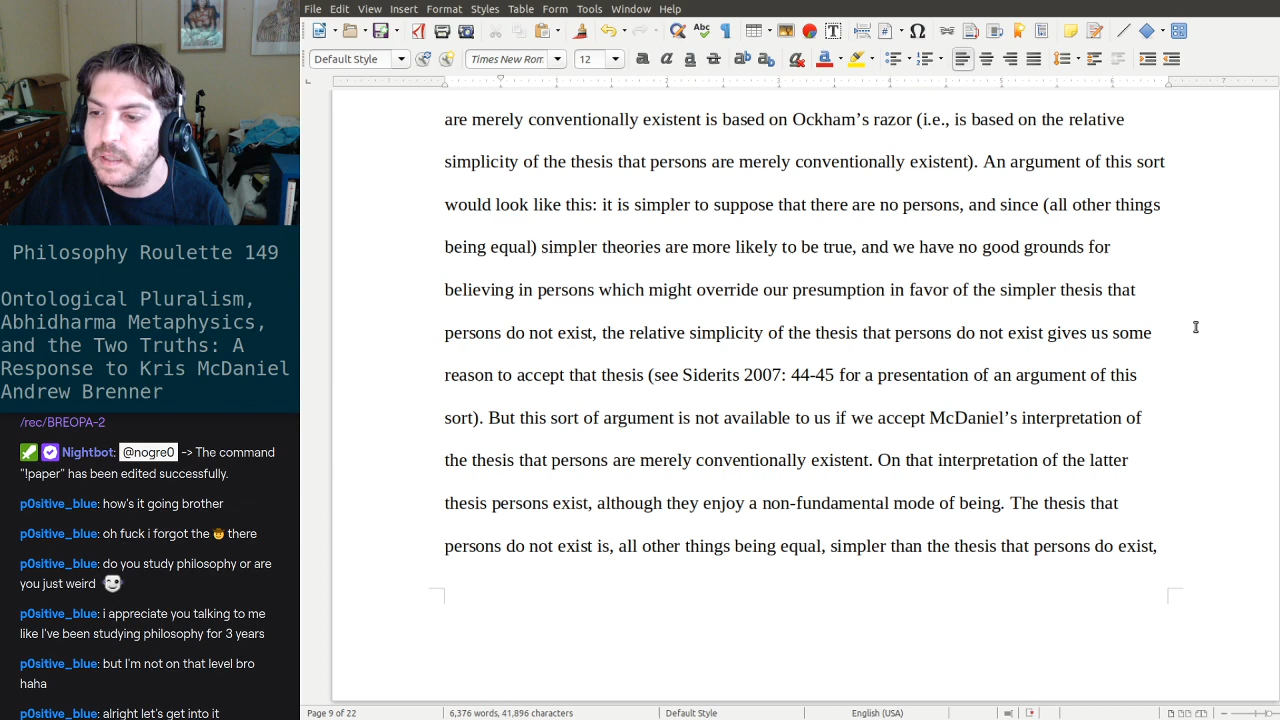 File Edit View Insert Format Styles Table Form Tools Window Help
Default Style
Times New Rom
12
are merely conventionally existent is based on Ockham’s razor (i.e., is based on the relative
simplicity of the thesis that persons are merely conventionally existent). An argument of this sort
would look like this: it is simpler to suppose that there are no persons, and since (all other things
being equal) simpler theories are more likely to be true, and we have no good grounds for
believing in persons which might override our presumption in favor of the simpler thesis that
persons do not exist, the relative simplicity of the thesis that persons do not exist gives us some
reason to accept that thesis (see Siderits 2007: 44-45 for a presentation of an argument of this
sort). But this sort of argument is not available to us if we accept McDaniel’s interpretation of
the thesis that persons are merely conventionally existent. On that interpretation of the latter
thesis persons exist, although they enjoy a non-fundamental mode of being. The thesis that
persons do not exist is, all other things being equal, simpler than the thesis that persons do exist,
Page 9 of 22
6,376 words, 41,896 characters
Default Style
English (USA)
Philosophy Roulette 149
Ontological Pluralism,
Abhidharma Metaphysics,
and the Two Truths: A
Response to Kris McDaniel
Andrew Brenner
/rec/BREOPA-2
Nightbot: @nogre0 -> The command
"!paper" has been edited successfully.
p0sitive_blue: how's it going brother
p0sitive_blue: oh fuck i forgot the 🤠 there
p0sitive_blue: do you study philosophy or are
you just weird
p0sitive_blue: i appreciate you talking to me
like I've been studying philosophy for 3 years
p0sitive_blue: but I'm not on that level bro
haha
p0sitive_blue: alright let's get into it